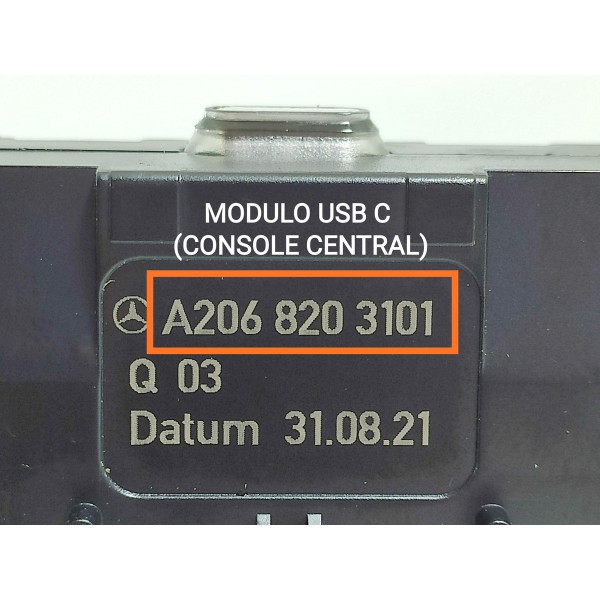 MODULO USB C
(CONSOLE CENTRAL)
A206 820 3101
Q 03
Datum 31.08.21